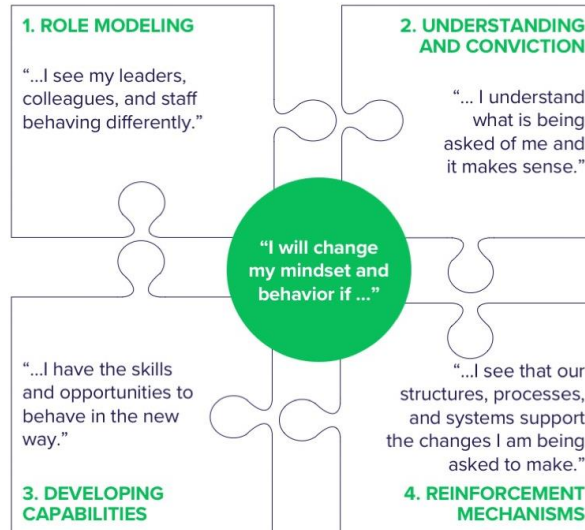 1. ROLE MODELING
“...I see my leaders,
colleagues, and staff
behaving differently.”
2. UNDERSTANDING
AND CONVICTION
“... I understand
what is being
asked of me and
it makes sense.”
“I will change
my mindset and
behavior if ...”
“...I have the skills
and opportunities to
behave in the new
way.”
3. DEVELOPING
CAPABILITIES
“...I see that our
structures, processes,
and systems support
the changes I am being
asked to make.”
4. REINFORCEMENT
MECHANISMS